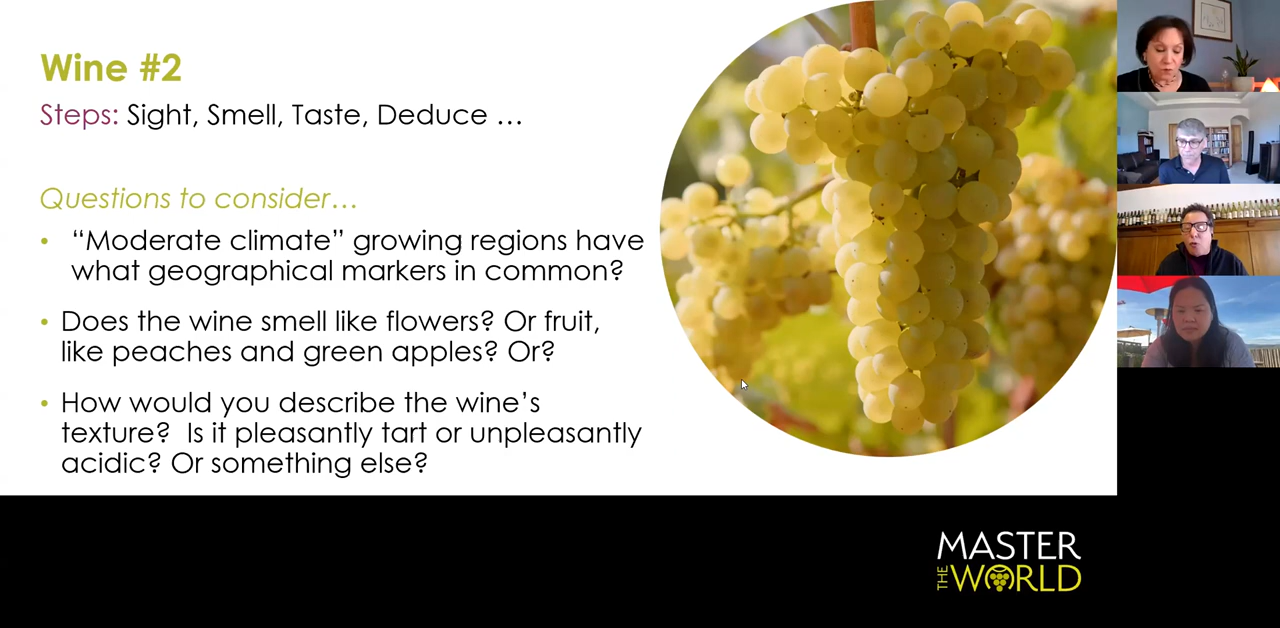 Wine #2
Steps: Sight, Smell, Taste, Deduce …
Questions to consider…
• “Moderate climate” growing regions have
what geographical markers in common?
• Does the wine smell like flowers? Or fruit,
like peaches and green apples? Or?
• How would you describe the wine’s
texture? Is it pleasantly tart or unpleasantly
acidic? Or something else?
MASTER
THE WORLD